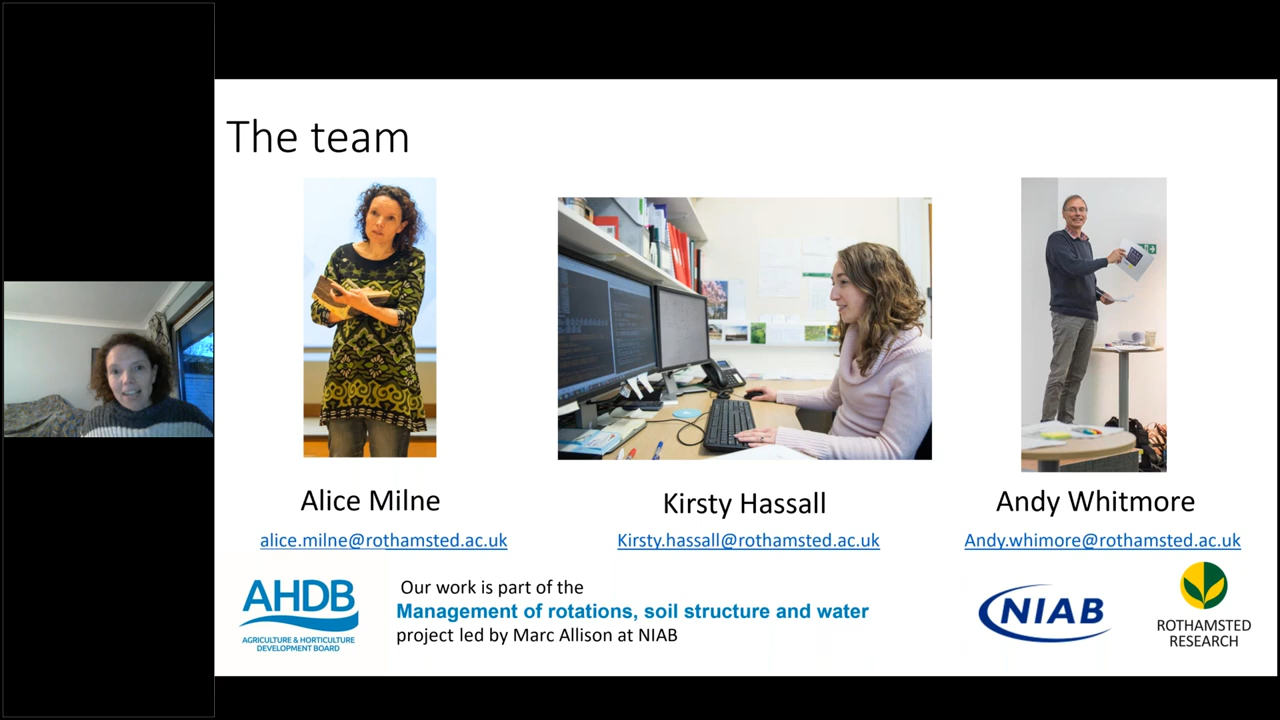 The team
Alice Milne
Kirsty Hassall
Andy Whitmore
alice.milne@rothamsted.ac.uk
Kirsty.hassall@rothamsted.ac.uk
Andy.whimore@rothamsted.ac.uk
AHDB
AGRICULTURE & HORTICULTURE
DEVELOPMENT BOARD
Our work is part of the
Management of rotations, soil structure and water
project led by Marc Allison at NIAB
NIAB
ROTHAMSTED
RESEARCH